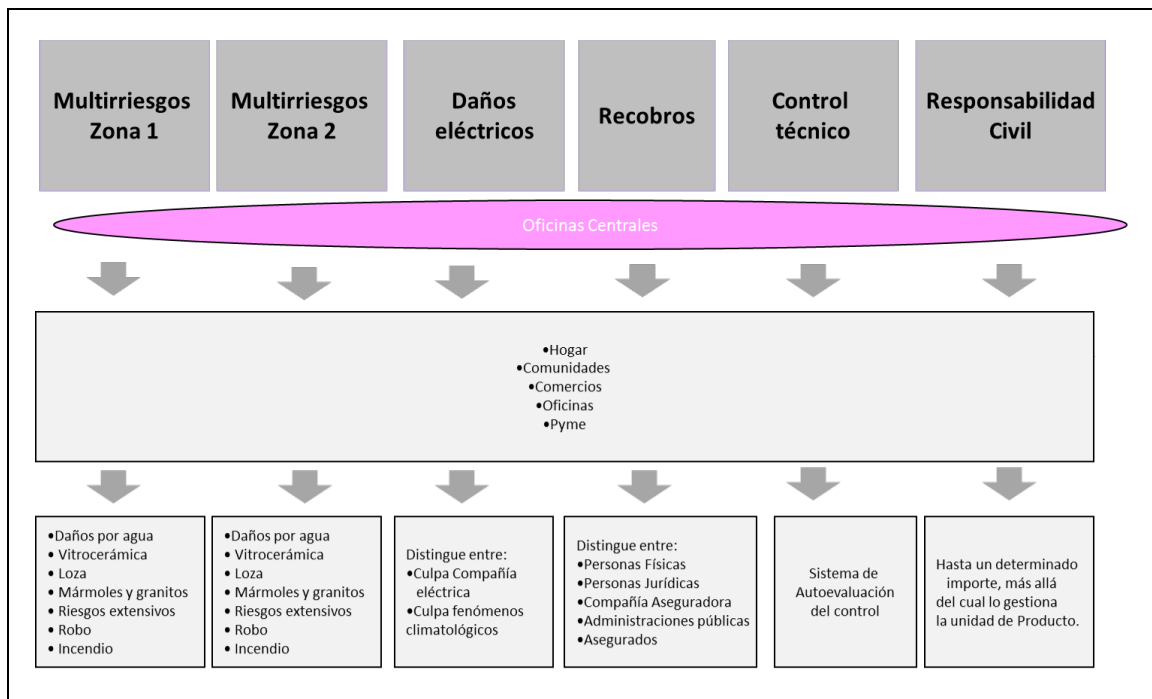 Multirriesgos
Zona 1
Multirriesgos
Zona 2
Daños
eléctricos
Recobros
Control
técnico
Responsabilidad
Civil
Oficinas Centrales
•Hogar
•Comunidades
•Comercios
•Oficinas
•Pyme
•Daños por agua
• Vitrocerámica
• Loza
• Mármoles y granitos
• Riesgos extensivos
• Robo
• Incendio
•Daños por agua
• Vitrocerámica
• Loza
• Mármoles y granitos
• Riesgos extensivos
• Robo
• Incendio
Distingue entre:
•Culpa Compañía
eléctrica
•Culpa fenómenos
climatológicos
Distingue entre:
•Personas Físicas
•Personas Jurídicas
•Compañía Aseguradora
•Administraciones públicas
•Asegurados
Sistema de
Autoevaluación
del control
Hasta un determinado
importe, más allá
del cual lo gestiona
la unidad de Producto.